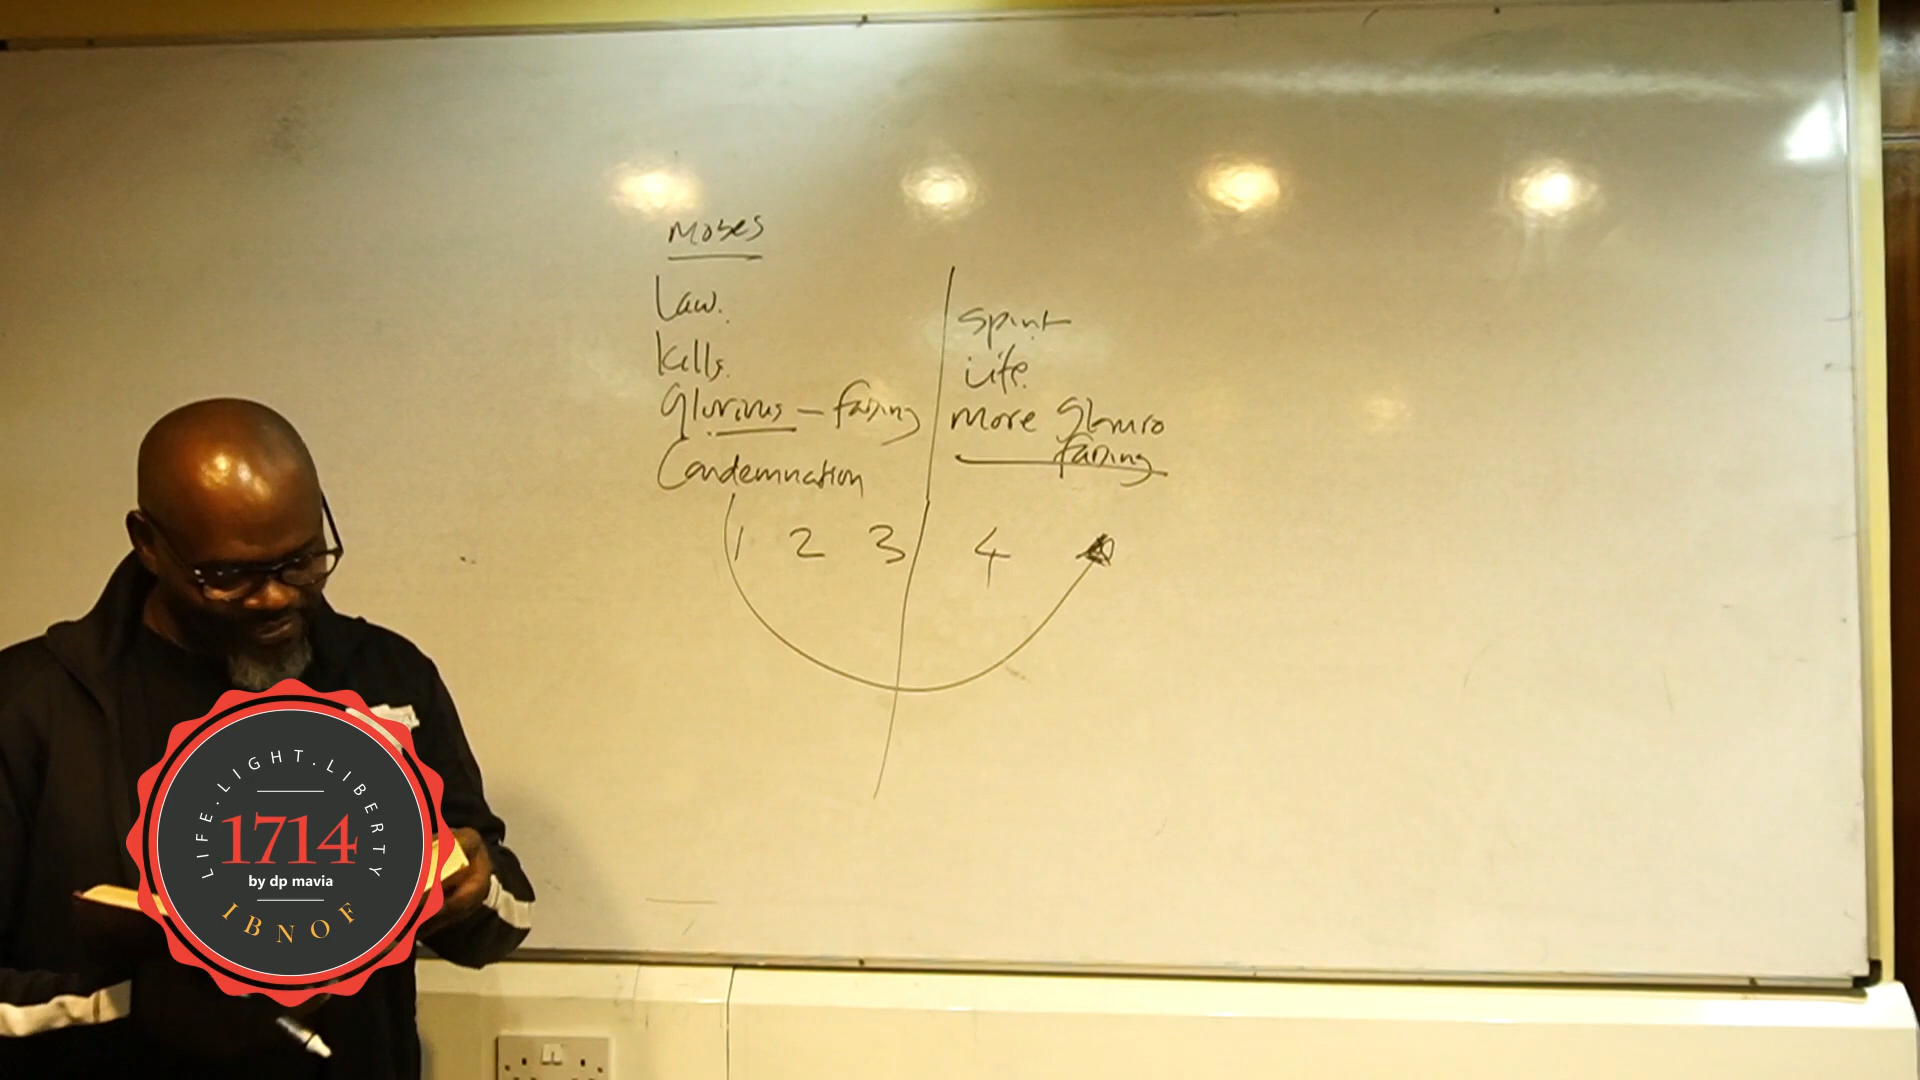 Moses
Law.
Kills.
Glorious - fading
Condemnation
Spirit
Life.
More Glorio
fading
1 2 3 4
LIFE.LIGHT.LIBERTY
1714
by dp mavia
IBNOF